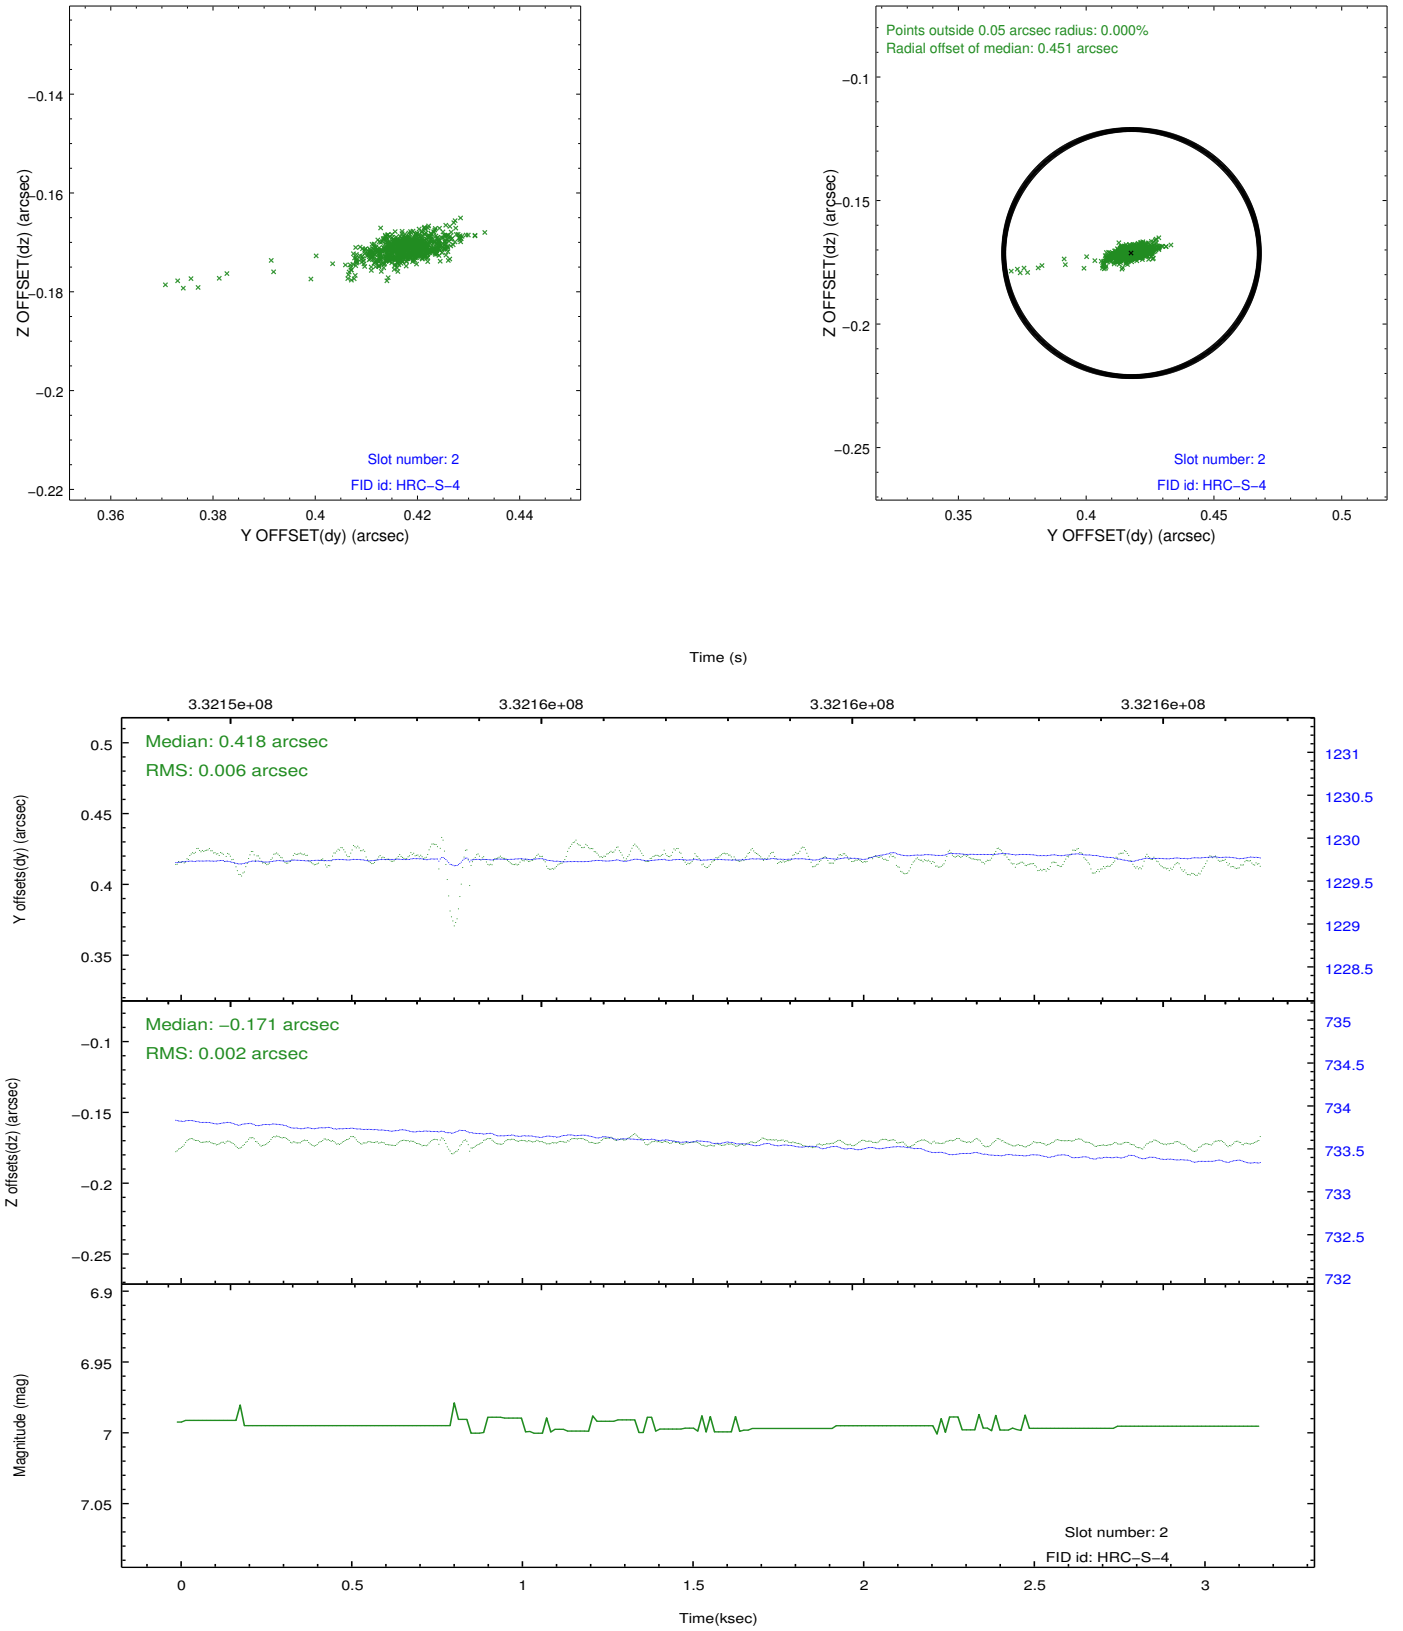 −0.14
−0.16
−0.18
−0.2
−0.22
Z OFFSET(dz) (arcsec)
Slot number: 2
FID id: HRC−S−4
0.36 0.38 0.4 0.42 0.44
Y OFFSET(dy) (arcsec)
Points outside 0.05 arcsec radius: 0.000%
Radial offset of median: 0.451 arcsec
−0.1
−0.15
−0.2
−0.25
Z OFFSET(dz) (arcsec)
Slot number: 2
FID id: HRC−S−4
0.35 0.4 0.45 0.5
Y OFFSET(dy) (arcsec)
Time (s)
3.3215e+08 3.3216e+08 3.3216e+08 3.3216e+08
Median: 0.418 arcsec
RMS: 0.006 arcsec
0.5
0.45
0.4
0.35
Y offsets(dy) (arcsec)
1231
1230.5
1230
1229.5
1229
1228.5
Median: −0.171 arcsec
RMS: 0.002 arcsec
−0.1
−0.15
−0.2
−0.25
Z offsets(dz) (arcsec)
735
734.5
734
733.5
733
732.5
732
6.9
6.95
7
7.05
Magnitude (mag)
Slot number: 2
FID id: HRC−S−4
0 0.5 1 1.5 2 2.5 3
Time(ksec)